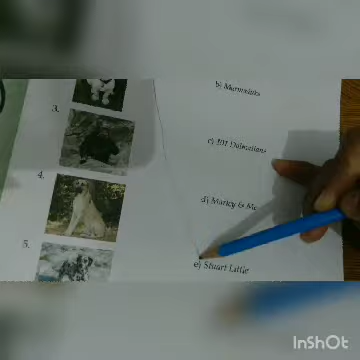 b) Marmaduke
3.
c) 101 Dalmatians
4.
d) Marley & Me
5.
e) Stuart Little
InShOt